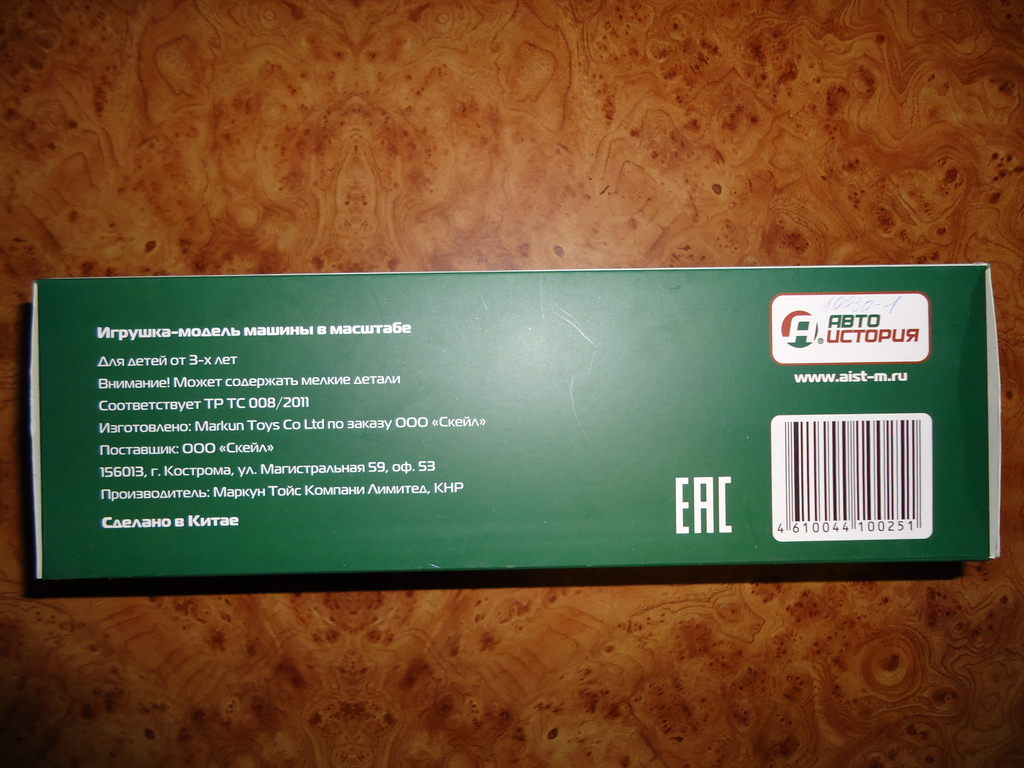 Игрушка-модель машины в масштабе
Для детей от 3-х лет
Внимание! Может содержать мелкие детали
Соответствует ТР ТС 008/2011
Изготовлено: Markun Toys Co Ltd по заказу ООО «Скейл»
Поставщик: ООО «Скейл»
156013, г. Кострома, ул. Магистральная 59, оф. 53
Производитель: Маркун Тойс Компани Лимитед, КНР
Сделано в Китае
10030-1
А® АВТО
ИСТОРИЯ
www.aist-m.ru
EAC
4 610044 100251